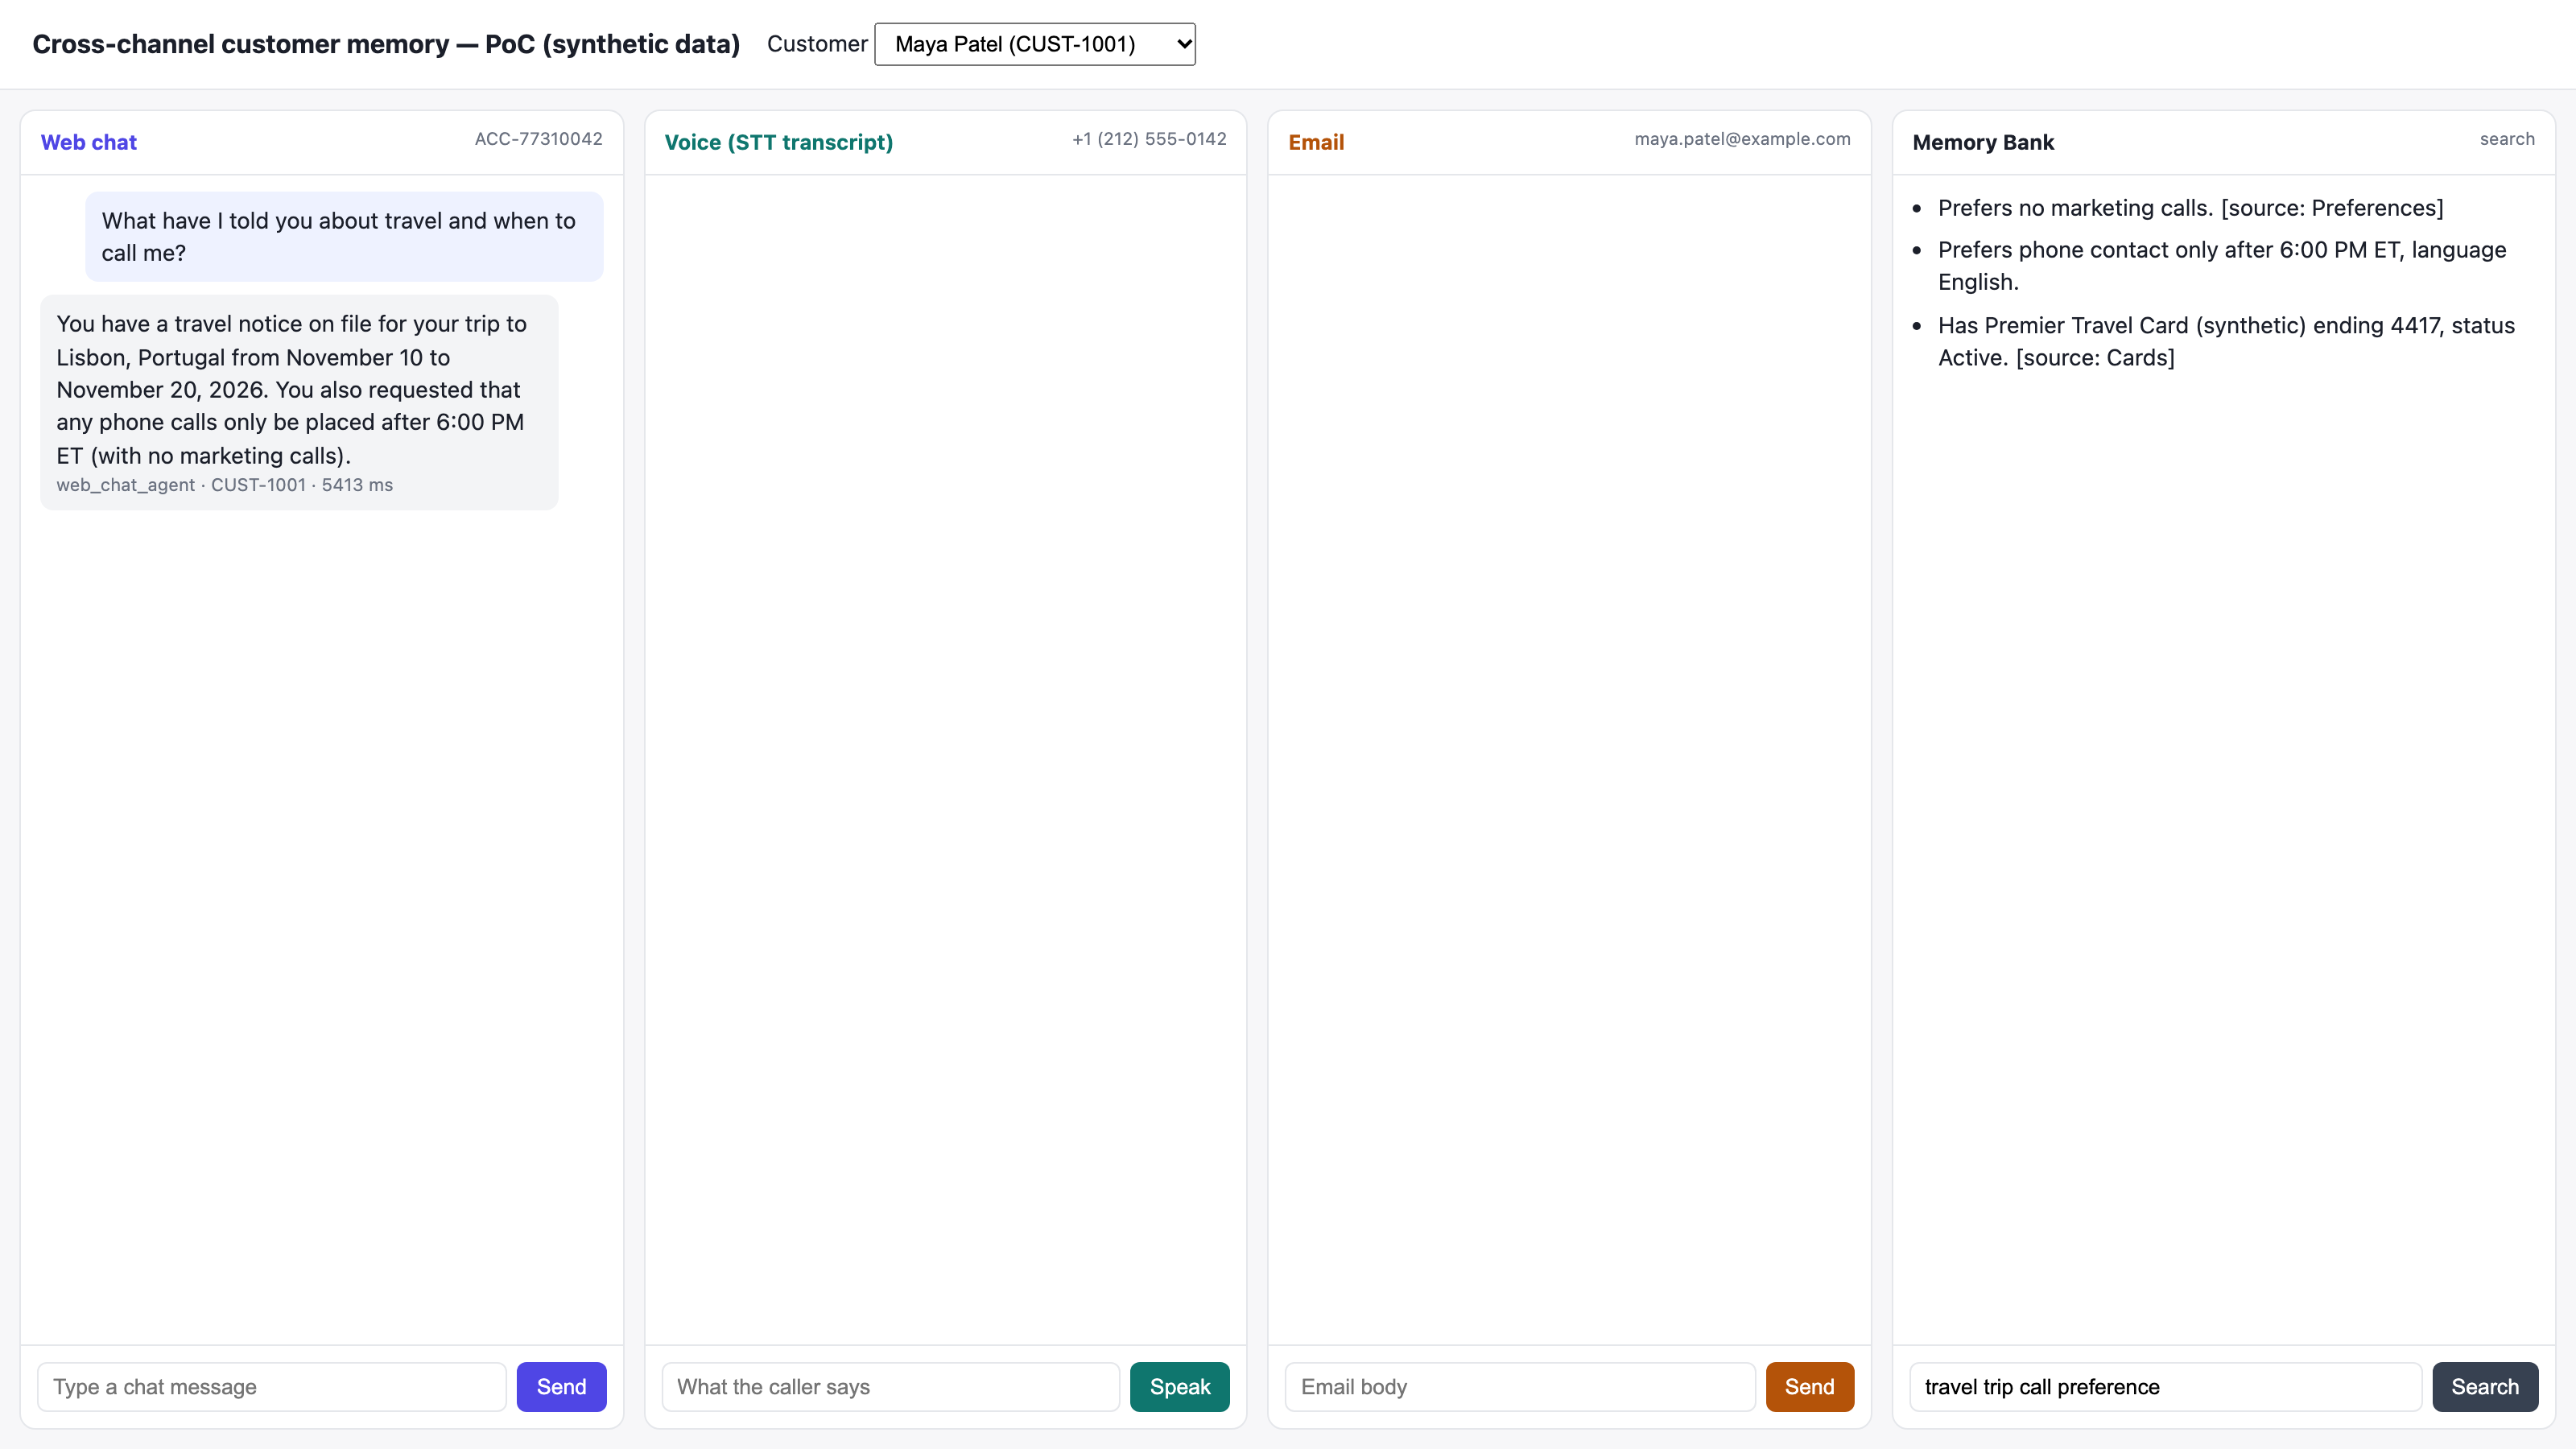 Cross-channel customer memory — PoC (synthetic data)
Customer
Maya Patel (CUST-1001)
Web chat
ACC-77310042
What have I told you about travel and when to
call me?
You have a travel notice on file for your trip to
Lisbon, Portugal from November 10 to
November 20, 2026. You also requested that
any phone calls only be placed after 6:00 PM
ET (with no marketing calls).
web_chat_agent · CUST-1001 · 5413 ms
Type a chat message
Send
Voice (STT transcript)
+1 (212) 555-0142
What the caller says
Speak
Email
maya.patel@example.com
Email body
Send
Memory Bank
search
• Prefers no marketing calls. [source: Preferences]
• Prefers phone contact only after 6:00 PM ET, language
English.
• Has Premier Travel Card (synthetic) ending 4417, status
Active. [source: Cards]
travel trip call preference
Search